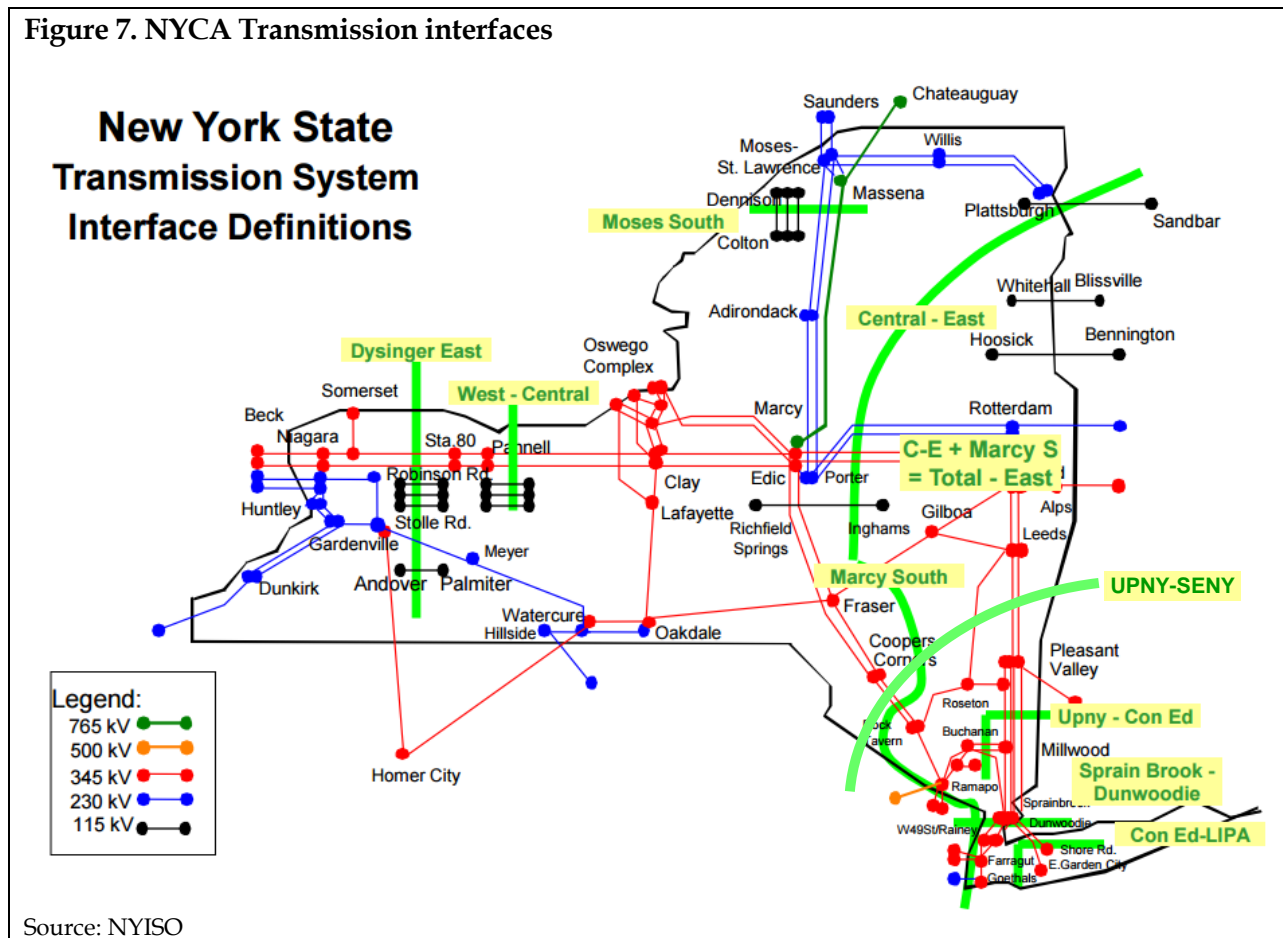 Figure 7. NYCA Transmission interfaces
New York State
Transmission System
Interface Definitions
Saunders
Chateauguay
Moses-
St. Lawrence
Willis
Massena
Dennison
Moses South
Colton
Plattsburgh
Sandbar
Adirondack
Central - East
Whitehall
Blissville
Hoosick
Bennington
Dysinger East
Oswego
Complex
West - Central
Somerset
Beck
Niagara
Sta.80
Pannell
Marcy
Rotterdam
C-E + Marcy S
= Total - East
Robinson Rd.
Clay
Edic
Porter
Huntley
Stolle Rd.
Lafayette
Gilboa
Alps
Richfield
Springs
Inghams
Leeds
Gardenville
Meyer
Dunkirk
Andover
Palmiter
Marcy South
Fraser
UPNY-SENY
Watercure
Hillside
Oakdale
Coopers
Corners
Pleasant
Valley
Legend:
765 kV
500 kV
345 kV
230 kV
115 kV
Homer City
Roseton
Upny - Con Ed
Tavern
Buchanan
Millwood
Ramapo
Sprain Brook -
Dunwoodie
Sprainbrook
Dunwoodie
W49St/Rainey
Con Ed-LIPA
Shore Rd.
Farragut
E.Garden City
Goethals
Source: NYISO